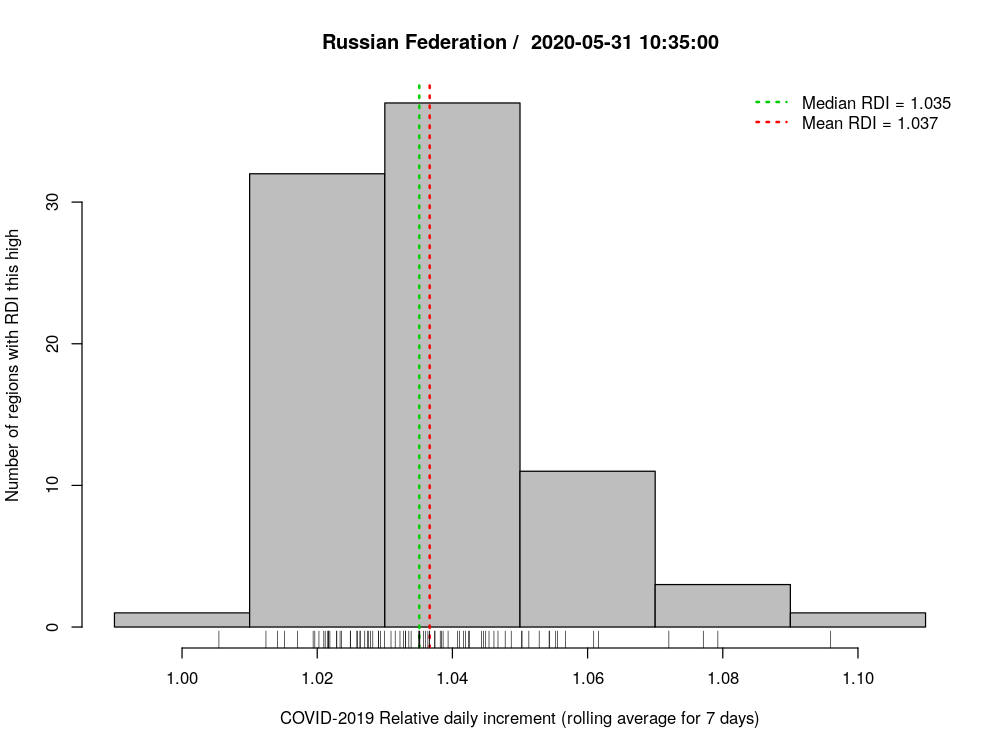 Russian Federation /  2020-05-31 10:35:00
Median RDI = 1.035
Mean RDI = 1.037
Number of regions with RDI this high
30
20
10
0
1.00 1.02 1.04 1.06 1.08 1.10
COVID-2019 Relative daily increment (rolling average for 7 days)